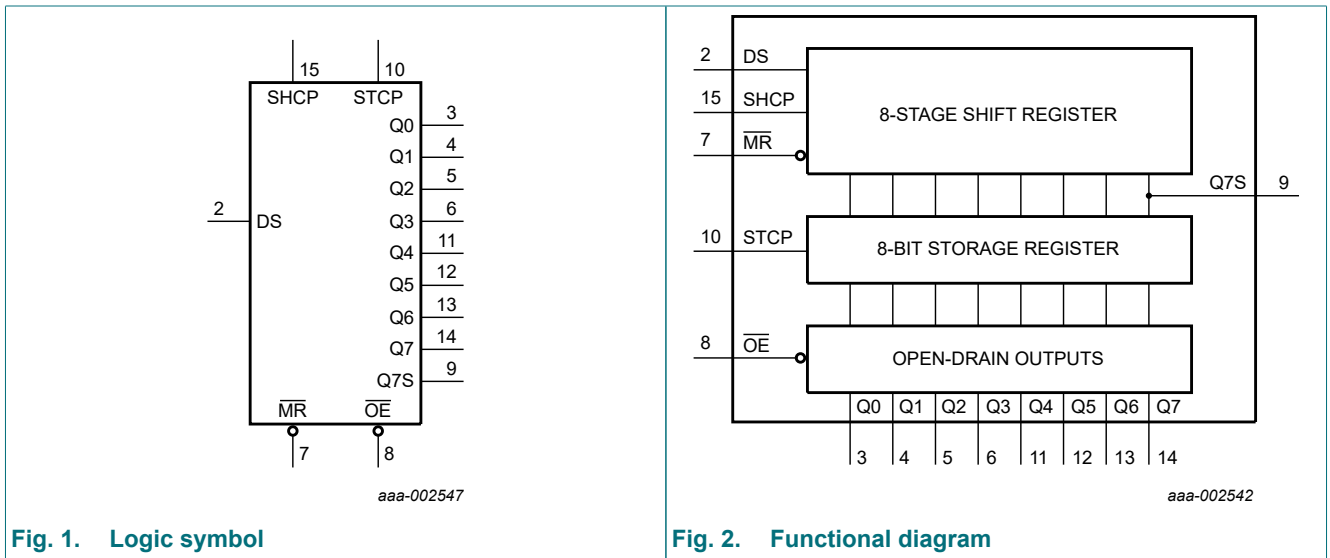 15
10
SHCP
STCP
Q0
3
Q1
4
Q2
5
Q3
6
2
DS
Q4
11
Q5
12
Q6
13
Q7
14
Q7S
9
MR
OE
7
8
aaa-002547
Fig. 1. Logic symbol
2
DS
15
SHCP
8-STAGE SHIFT REGISTER
7
MR
Q7S
9
10
STCP
8-BIT STORAGE REGISTER
8
OE
OPEN-DRAIN OUTPUTS
Q0 Q1 Q2 Q3 Q4 Q5 Q6 Q7
3 4 5 6 11 12 13 14
aaa-002542
Fig. 2. Functional diagram